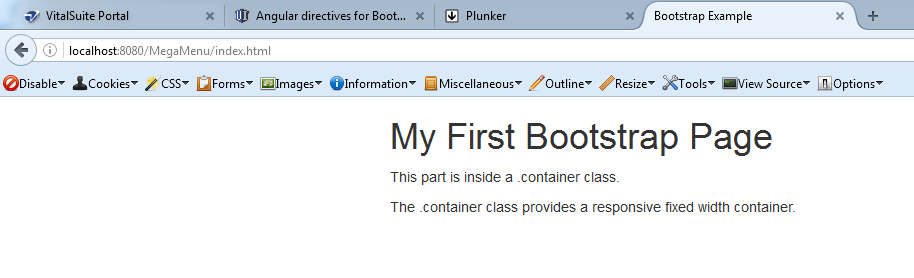 VitalSuite Portal
Angular directives for Boot...
Plunker
Bootstrap Example
localhost:8080/MegaMenu/index.html
Disable Cookies CSS Forms Images Information Miscellaneous Outline Resize Tools View Source Options
My First Bootstrap Page
This part is inside a .container class.
The .container class provides a responsive fixed width container.